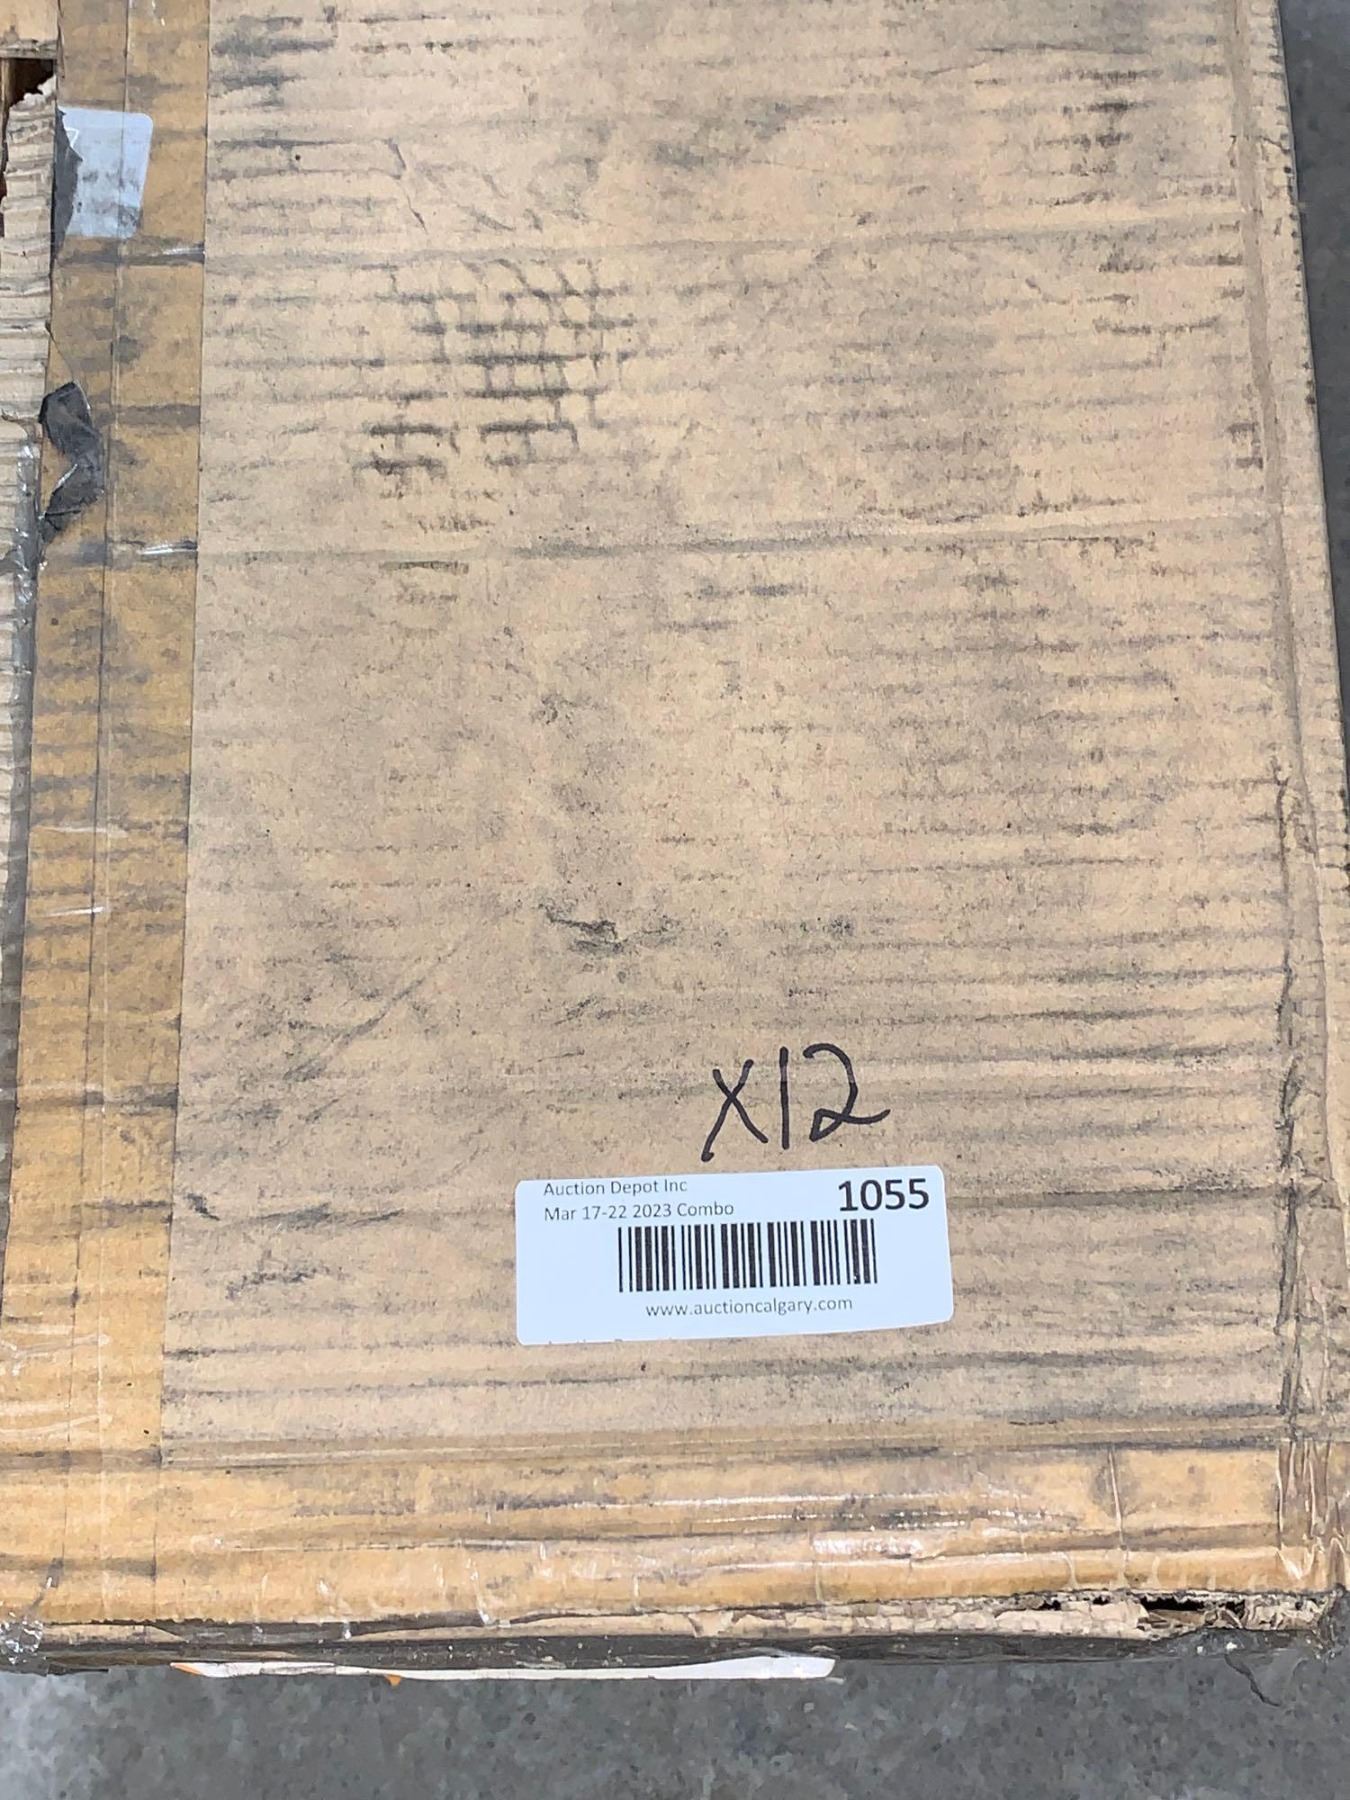 X12
Auction Depot Inc
1055
Mar 17-22 2023 Combo
www.auctioncalgary.com